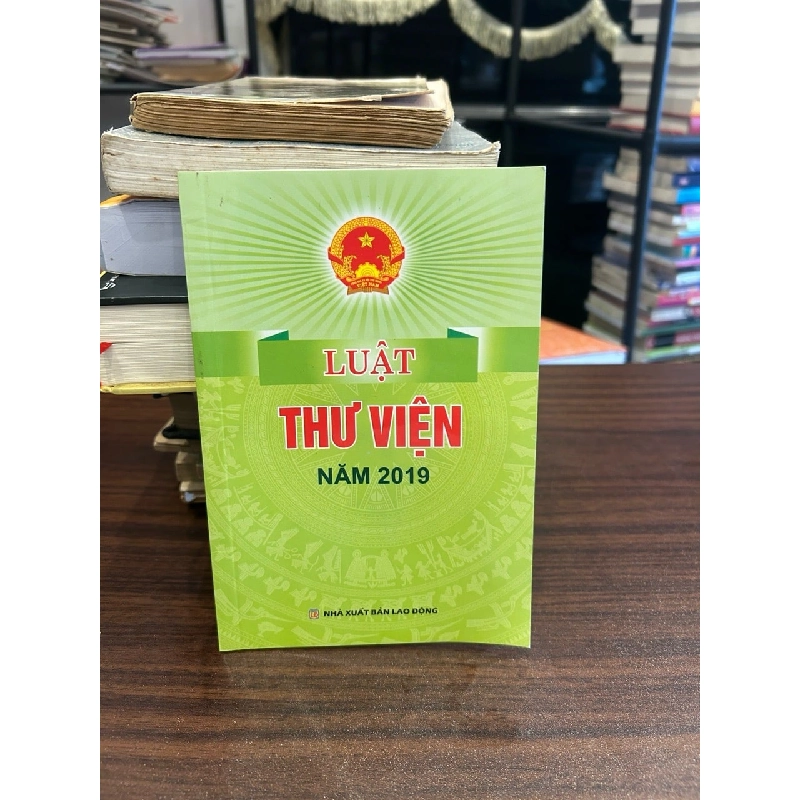 LUẬT
THƯ VIỆN
NĂM 2019
NHÀ XUẤT BẢN LAO ĐỘNG